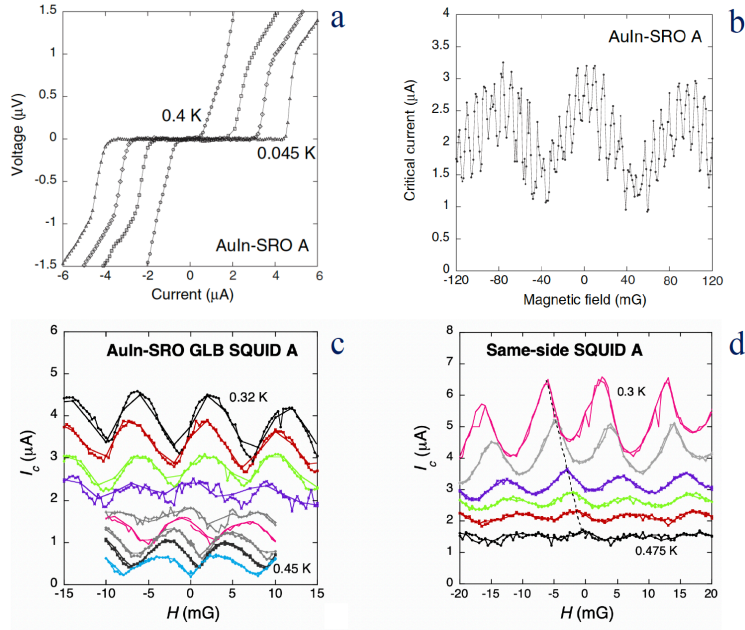 a
1.5
1
0.5
0
-0.5
-1
-1.5
-6
-4
-2
0
2
4
6
Voltage (μV)
Current (μA)
0.4 K
0.045 K
AuIn-SRO A
b
4
3.5
3
2.5
2
1.5
1
0.5
0
-120
-80
-40
0
40
80
120
Critical current (μA)
Magnetic field (mG)
AuIn-SRO A
c
AuIn-SRO GLB SQUID A
6
5
4
3
2
1
0
-15
-10
-5
0
5
10
15
Ic (μA)
H (mG)
0.32 K
0.45 K
d
Same-side SQUID A
8
7
6
5
4
3
2
1
0
-20
-15
-10
-5
0
5
10
15
20
Ic (μA)
H (mG)
0.3 K
0.475 K